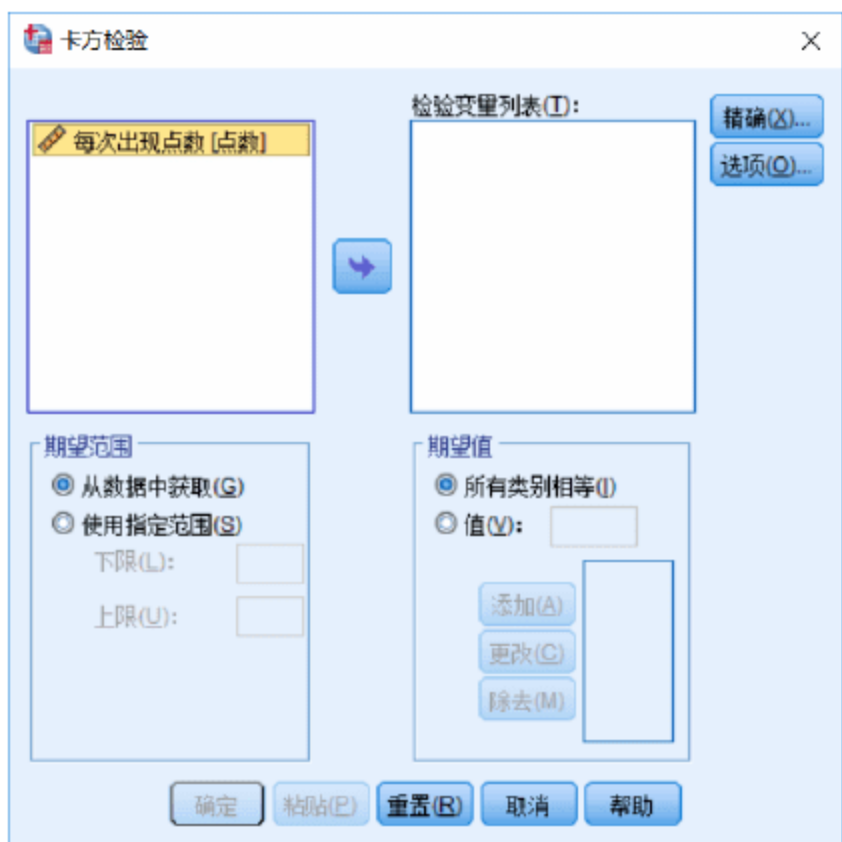 卡方检验
检验变量列表(T):
精确(X)...
每次出现点数 [点数]
选项(O)...
期望范围
从数据中获取(G)
使用指定范围(S)
下限(L):
上限(U):
期望值
所有类别相等(I)
值(V):
添加(A)
更改(C)
除去(M)
确定 粘贴(P) 重置(R) 取消 帮助